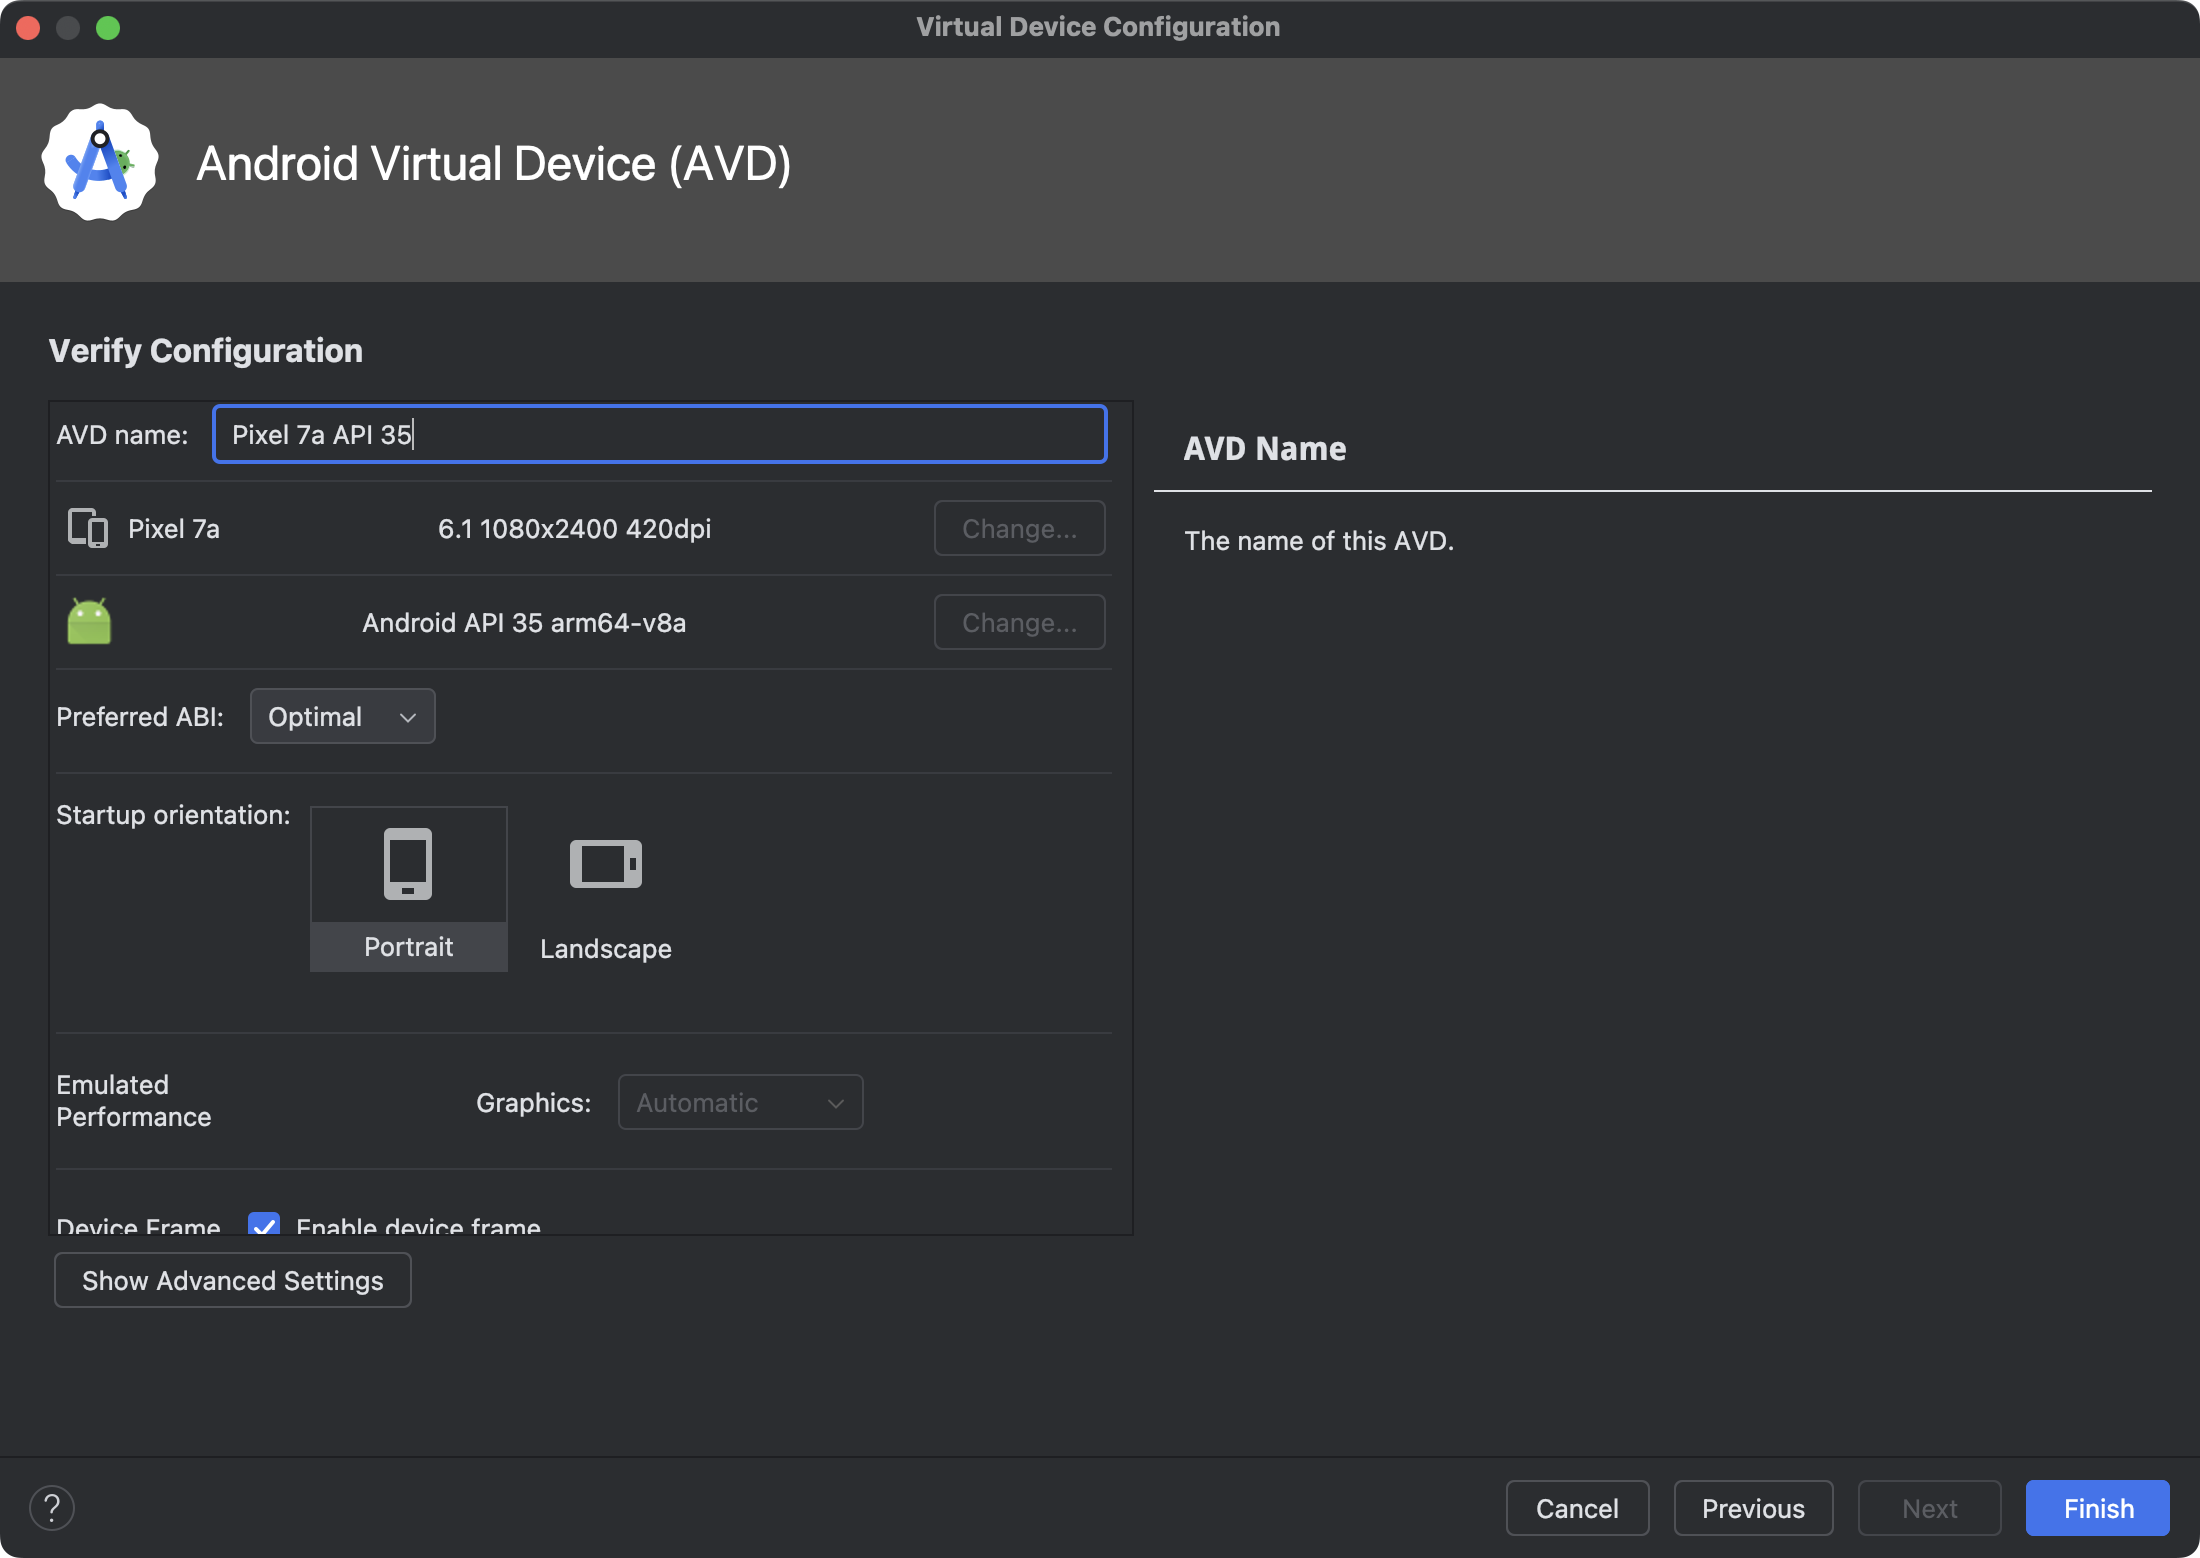 Virtual Device Configuration
Android Virtual Device (AVD)
Verify Configuration
AVD name: Pixel 7a API 35
AVD Name
The name of this AVD.
Pixel 7a 6.1 1080x2400 420dpi Change...
Android API 35 arm64-v8a Change...
Preferred ABI: Optimal
Startup orientation:
Portrait Landscape
Emulated
Performance
Graphics: Automatic
Device Frame Enable device frame
Show Advanced Settings
? Cancel Previous Next Finish